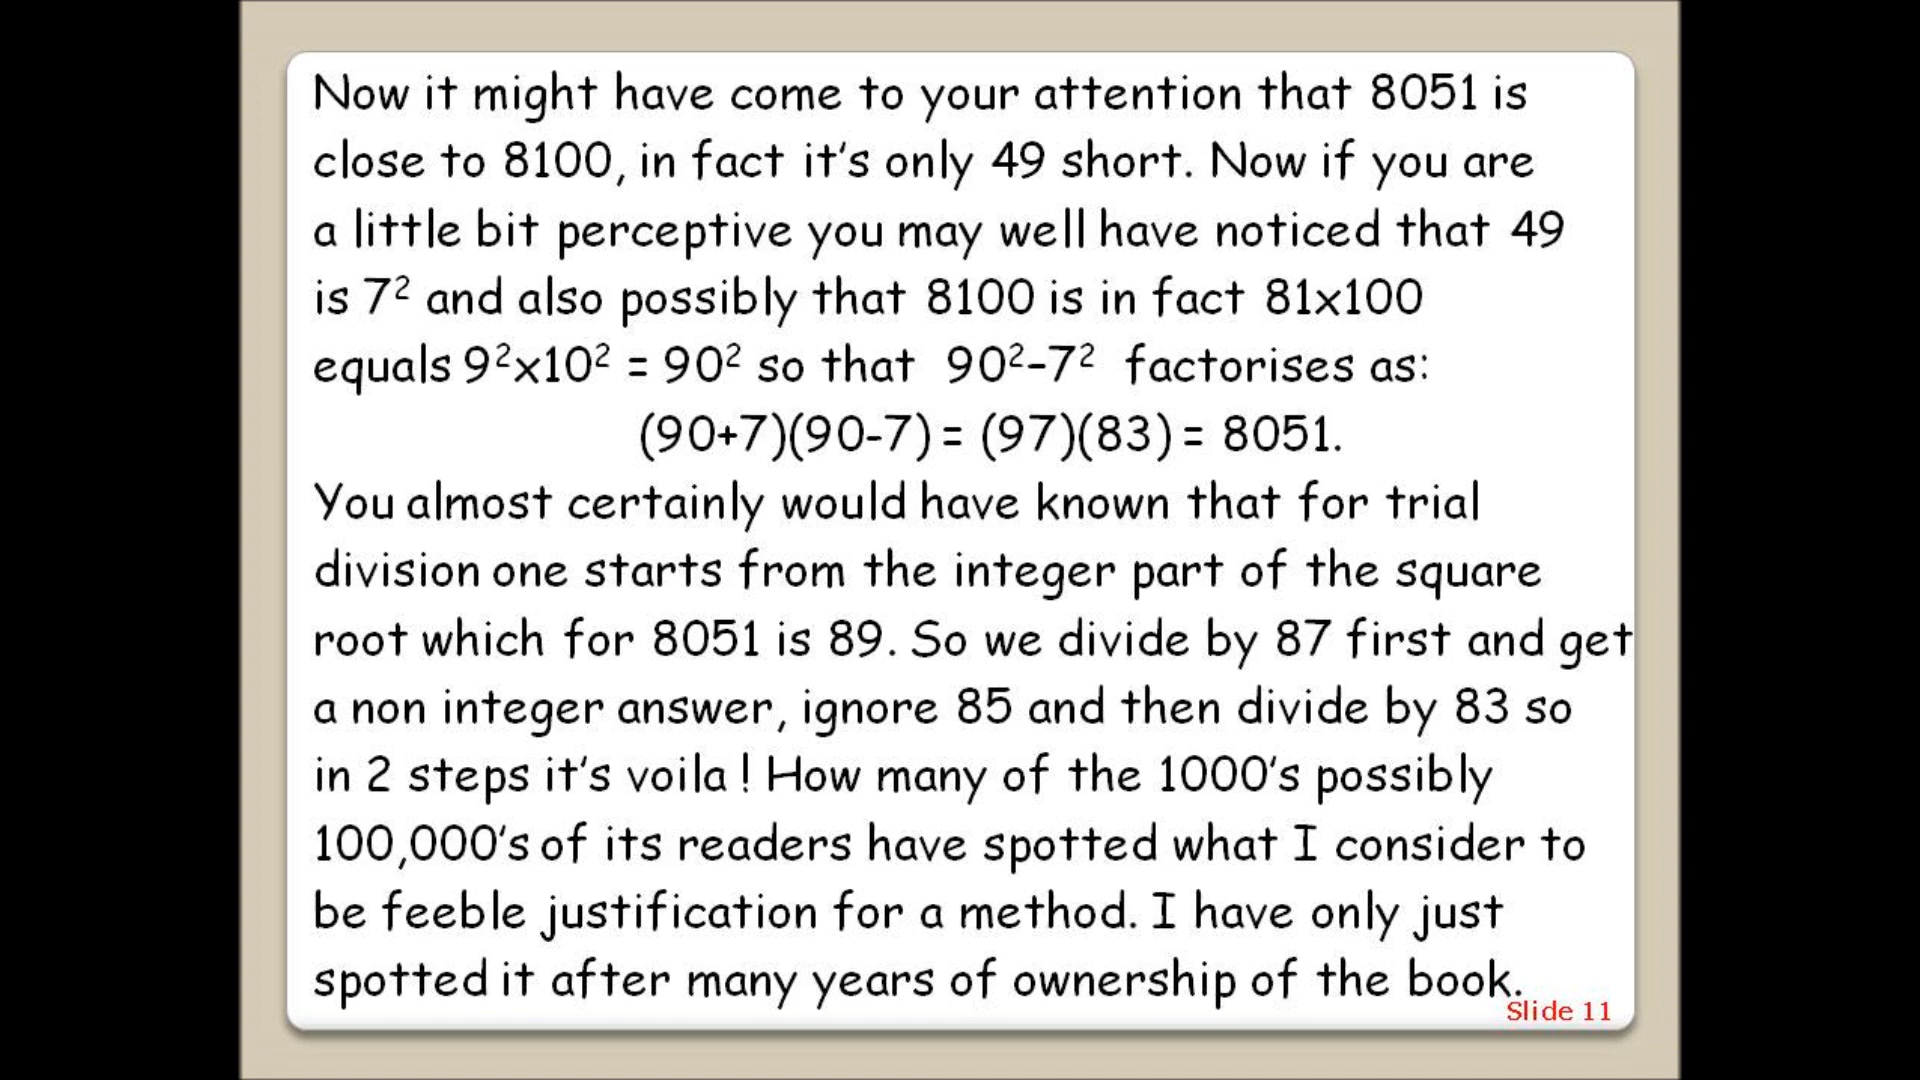 Now it might have come to your attention that 8051 is
close to 8100, in fact it's only 49 short. Now if you are
a little bit perceptive you may well have noticed that 49
is 7² and also possibly that 8100 is in fact 81x100
equals 9²x10² = 90² so that 90²–7² factorises as:
(90+7)(90-7) = (97)(83) = 8051.
You almost certainly would have known that for trial
division one starts from the integer part of the square
root which for 8051 is 89. So we divide by 87 first and get
a non integer answer, ignore 85 and then divide by 83 so
in 2 steps it's voila ! How many of the 1000's possibly
100,000's of its readers have spotted what I consider to
be feeble justification for a method. I have only just
spotted it after many years of ownership of the book.
Slide 11